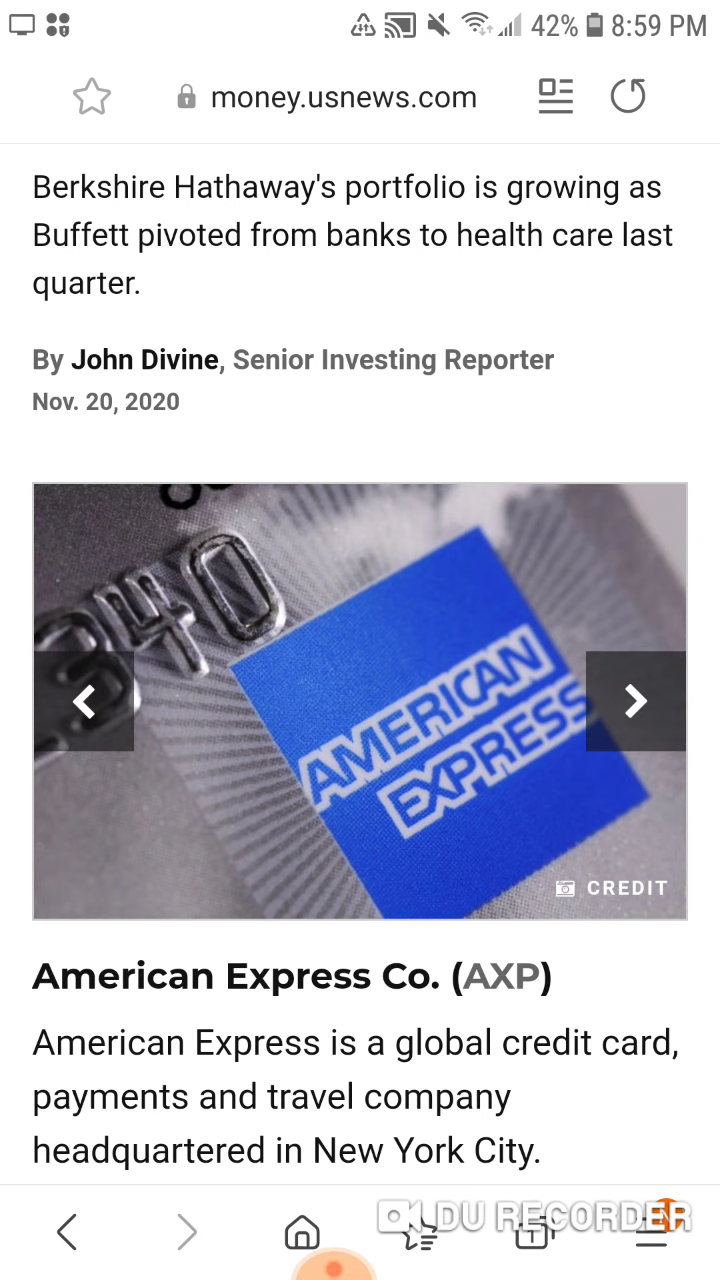 42% 8:59 PM
money.usnews.com
Berkshire Hathaway's portfolio is growing as
Buffett pivoted from banks to health care last
quarter.
By John Divine, Senior Investing Reporter
Nov. 20, 2020
340
AMERICAN
EXPRESS
CREDIT
American Express Co. (AXP)
American Express is a global credit card,
payments and travel company
headquartered in New York City.
DU RECORDER
1
N